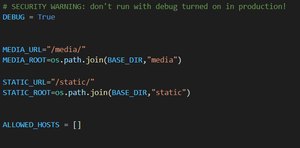 # SECURITY WARNING: don't run with debug turned on in production!
DEBUG = True
MEDIA_URL="/media/"
MEDIA_ROOT=os.path.join(BASE_DIR,"media")
STATIC_URL="/static/"
STATIC_ROOT=os.path.join(BASE_DIR,"static")
ALLOWED_HOSTS = []